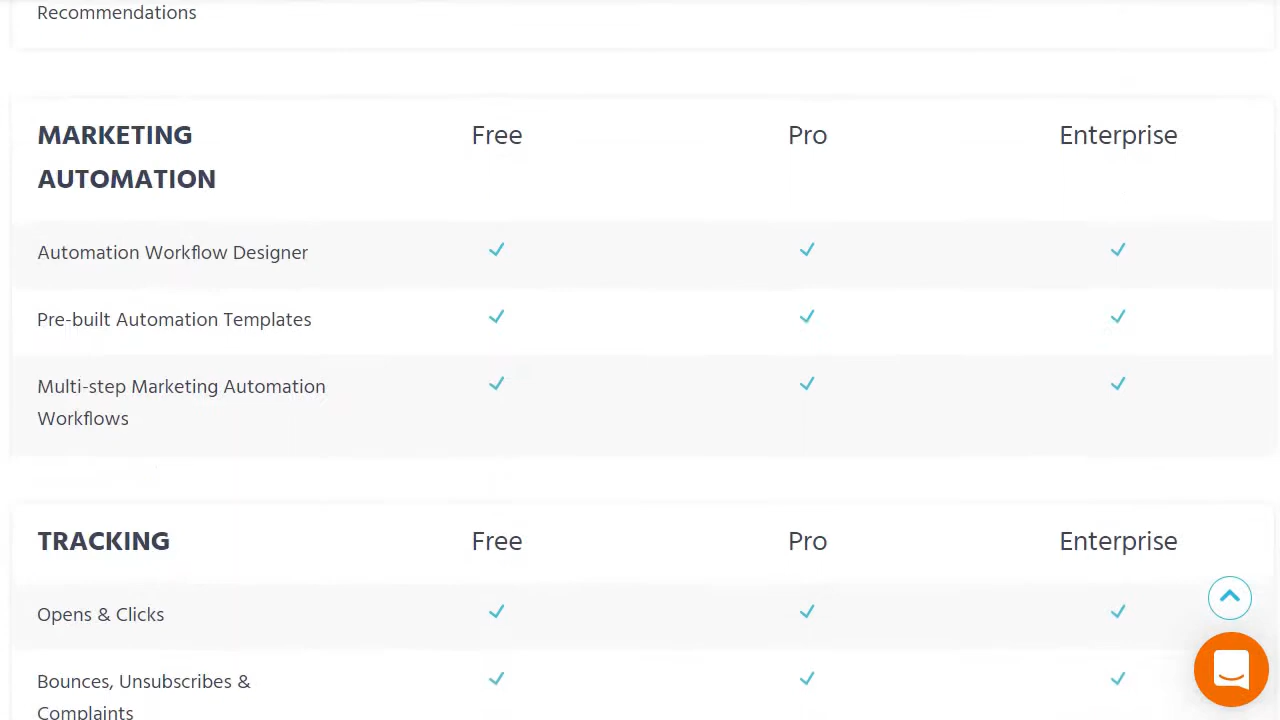 Recommendations
MARKETING Free Pro Enterprise
AUTOMATION
Automation Workflow Designer
Pre-built Automation Templates
Multi-step Marketing Automation
Workflows
TRACKING Free Pro Enterprise
Opens & Clicks
Bounces, Unsubscribes &
Complaints